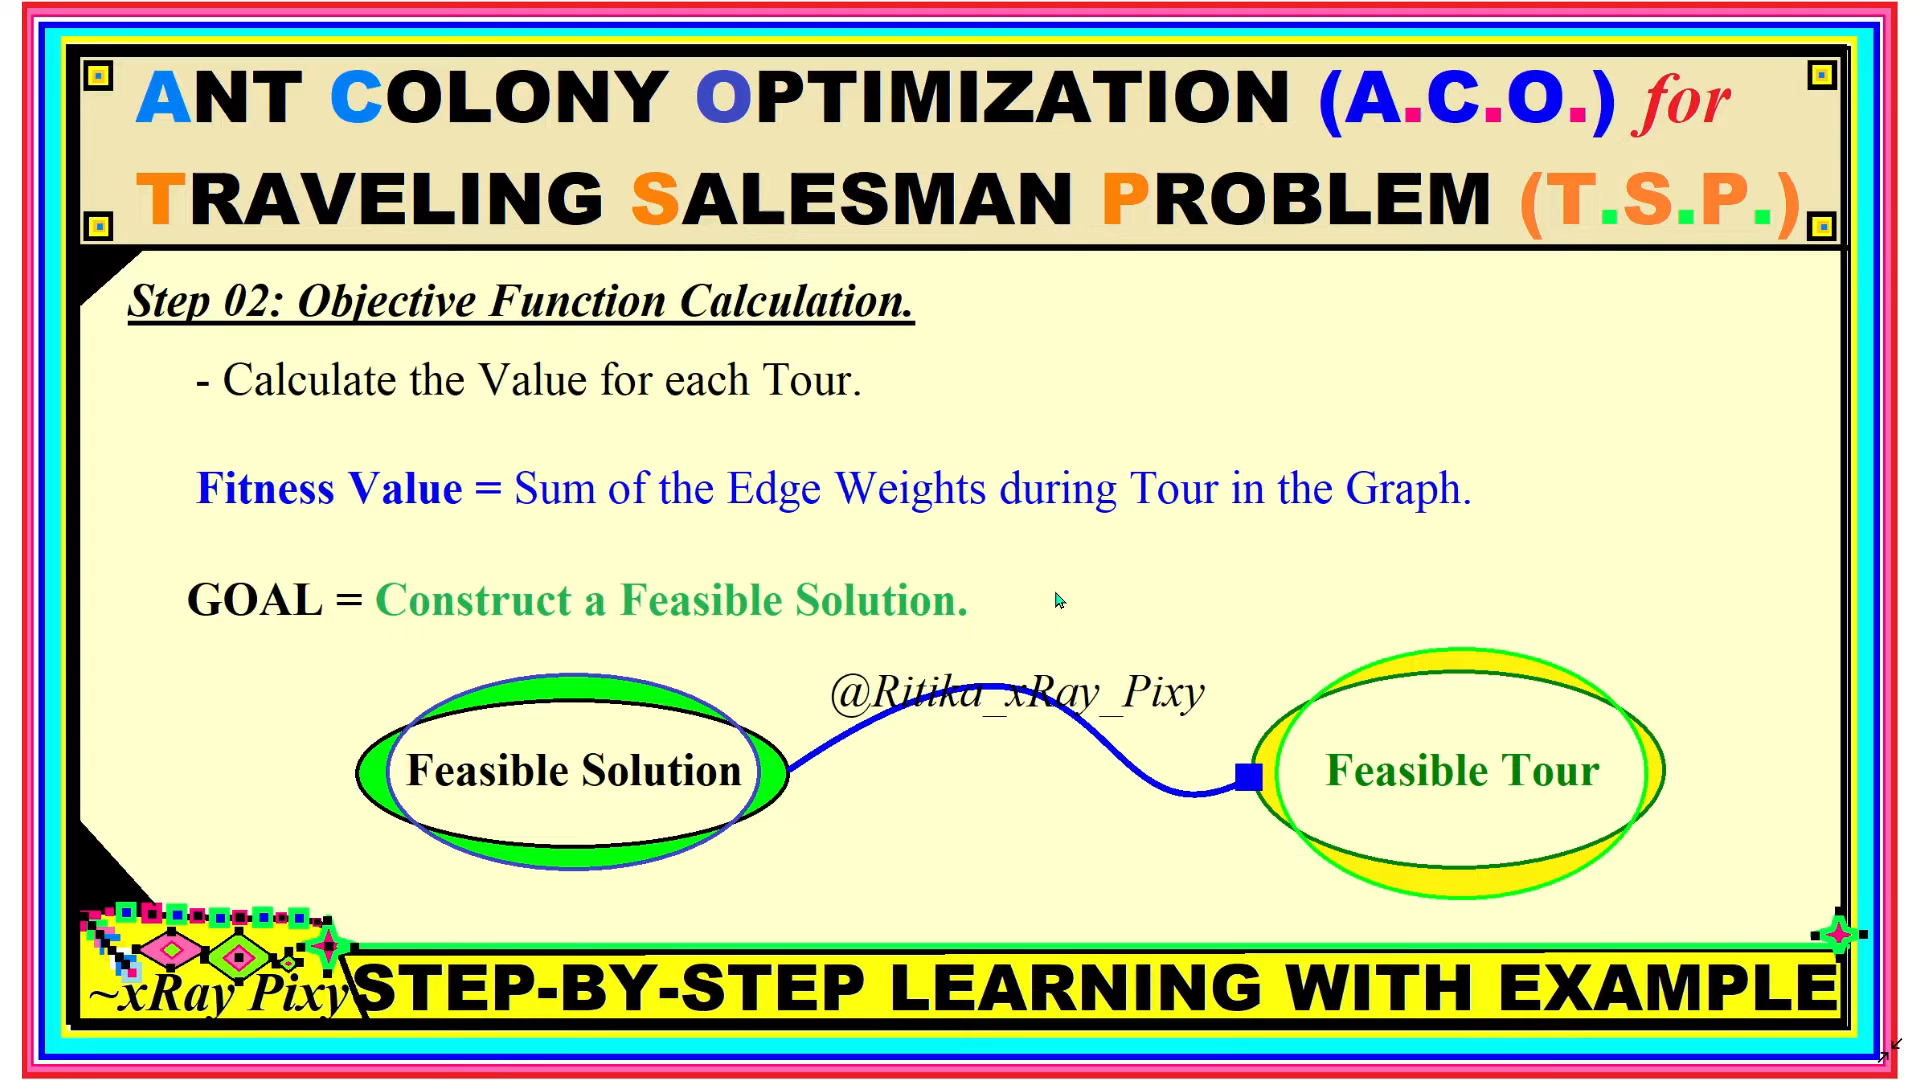 ANT COLONY OPTIMIZATION (A.C.O.) for
TRAVELING SALESMAN PROBLEM (T.S.P.)
Step 02: Objective Function Calculation.
- Calculate the Value for each Tour.
Fitness Value = Sum of the Edge Weights during Tour in the Graph.
GOAL = Construct a Feasible Solution.
@Ritika_xRay_Pixy
Feasible Solution
Feasible Tour
~xRay Pixy
STEP-BY-STEP LEARNING WITH EXAMPLE